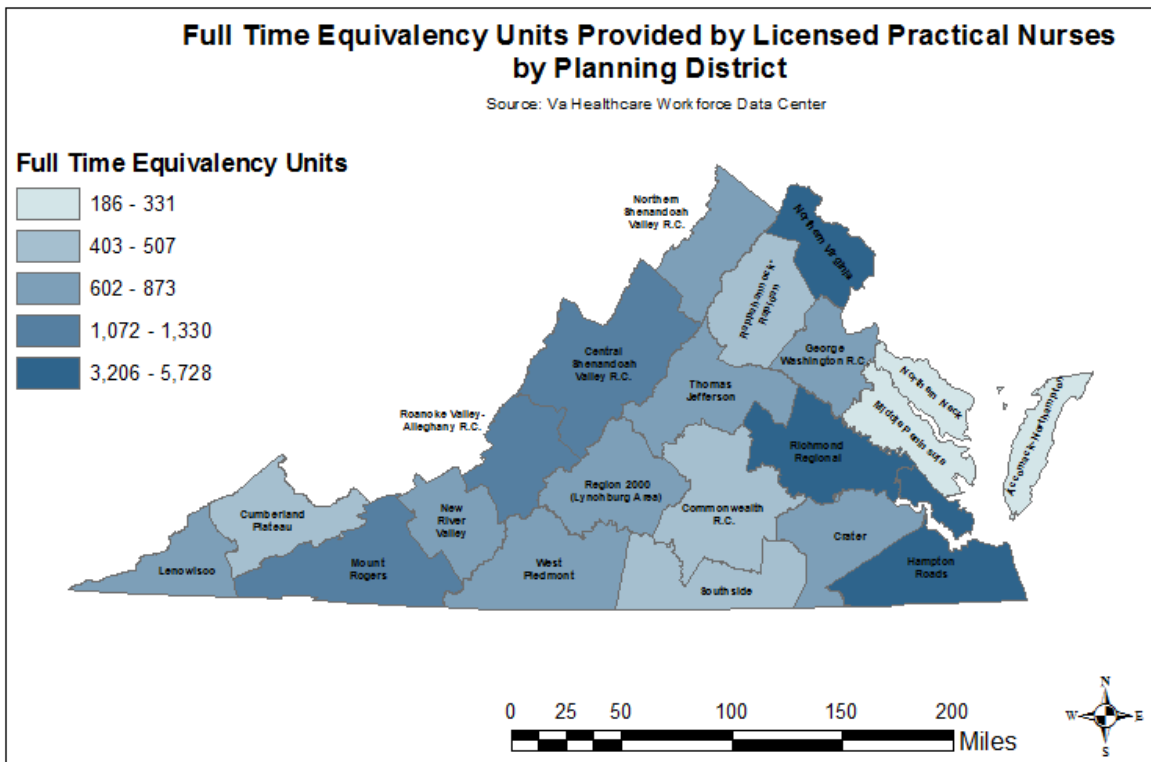 Full Time Equivalency Units Provided by Licensed Practical Nurses
by Planning District
Source: Va Healthcare Workforce Data Center
Full Time Equivalency Units
186 - 331
403 - 507
602 - 873
1,072 - 1,330
3,206 - 5,728
Northern
Shenandoah
Valley R.C.
Northern Virginia
Rappahannock-
Rapidan
Central
Shenandoah
Valley R.C.
George
Washington R.C.
Northern Neck
Thomas
Jefferson
Middle Peninsula
Accomack-Northampton
Roanoke Valley-
Alleghany R.C.
Richmond
Regional
Region 2000
(Lynchburg Area)
Commonwealth
R.C.
Cumberland
Plateau
New
River
Valley
Crater
Lenowisco
Mount
Rogers
West
Piedmont
Hampton
Roads
Southside
0 25 50 100 150 200
Miles
N
W E
S